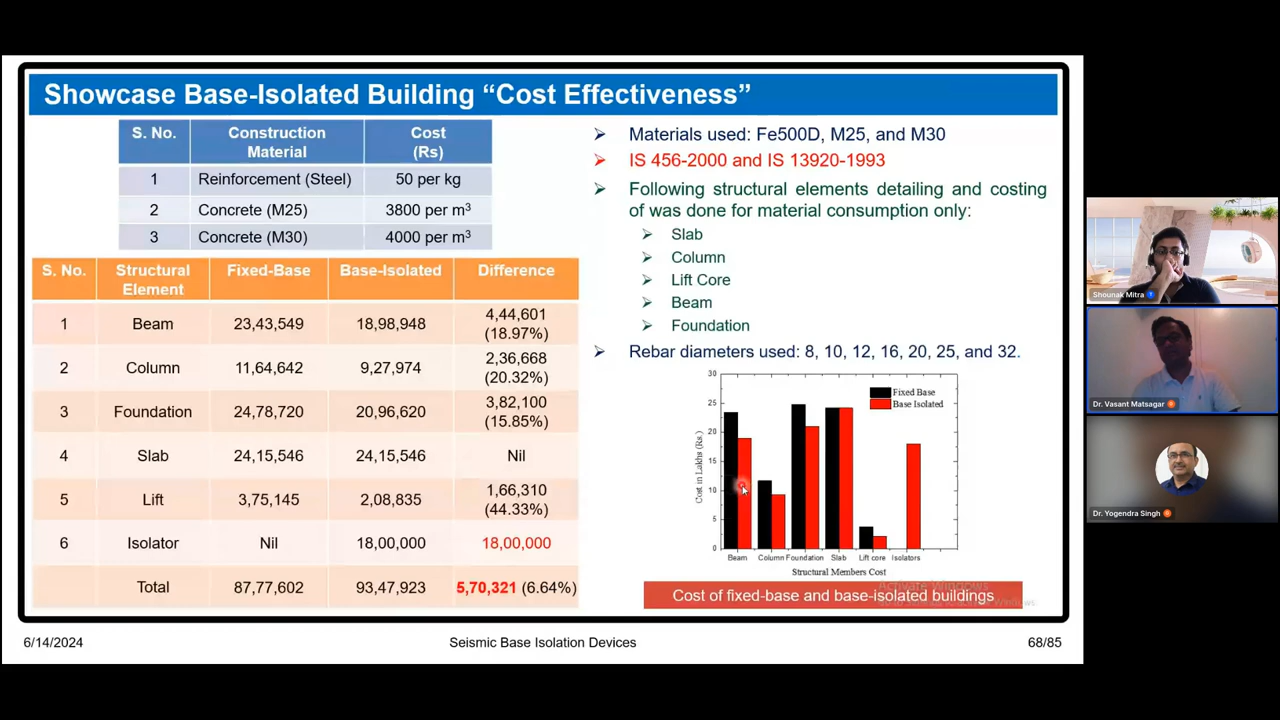 Showcase Base-Isolated Building “Cost Effectiveness”
S. No. Construction Material Cost (Rs)
1 Reinforcement (Steel) 50 per kg
2 Concrete (M25) 3800 per m³
3 Concrete (M30) 4000 per m³
S. No. Structural Element Fixed-Base Base-Isolated Difference
1 Beam 23,43,549 18,98,948 4,44,601 (18.97%)
2 Column 11,64,642 9,27,974 2,36,668 (20.32%)
3 Foundation 24,78,720 20,96,620 3,82,100 (15.85%)
4 Slab 24,15,546 24,15,546 Nil
5 Lift 3,75,145 2,08,835 1,66,310 (44.33%)
6 Isolator Nil 18,00,000 18,00,000
Total 87,77,602 93,47,923 5,70,321 (6.64%)
Materials used: Fe500D, M25, and M30
IS 456-2000 and IS 13920-1993
Following structural elements detailing and costing
of was done for material consumption only:
Slab
Column
Lift Core
Beam
Foundation
Rebar diameters used: 8, 10, 12, 16, 20, 25, and 32.
30
25
20
15
10
5
0
Cost in Lakhs (Rs.)
Fixed Base
Base Isolated
Beam Column Foundation Slab Lift core Isolators
Structural Members Cost
Activate Windows
Cost of fixed-base and base-isolated buildings
6/14/2024 Seismic Base Isolation Devices 68/85
Shounak Mitra
Dr. Vasant Matsagar
Dr. Yogendra Singh